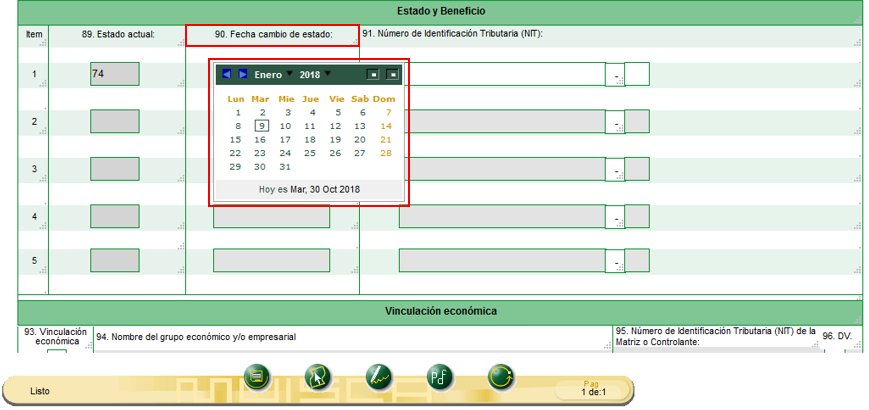 Estado y Beneficio
Item 89. Estado actual: 90. Fecha cambio de estado: 91. Número de Identificación Tributaria (NIT):
1 74 -
Enero 2018
Lun Mar Mie Jue Vie Sab Dom
1 2 3 4 5 6 7
8 9 10 11 12 13 14
15 16 17 18 19 20 21
22 23 24 25 26 27 28
29 30 31
Hoy es Mar, 30 Oct 2018
2 -
3 -
4 -
5 -
Vinculación económica
93. Vinculación económica
94. Nombre del grupo económico y/o empresarial
95. Número de Identificación Tributaria (NIT) de la
Matriz o Controlante:
96. DV.
Listo
Pdf
Pag
1 de:1